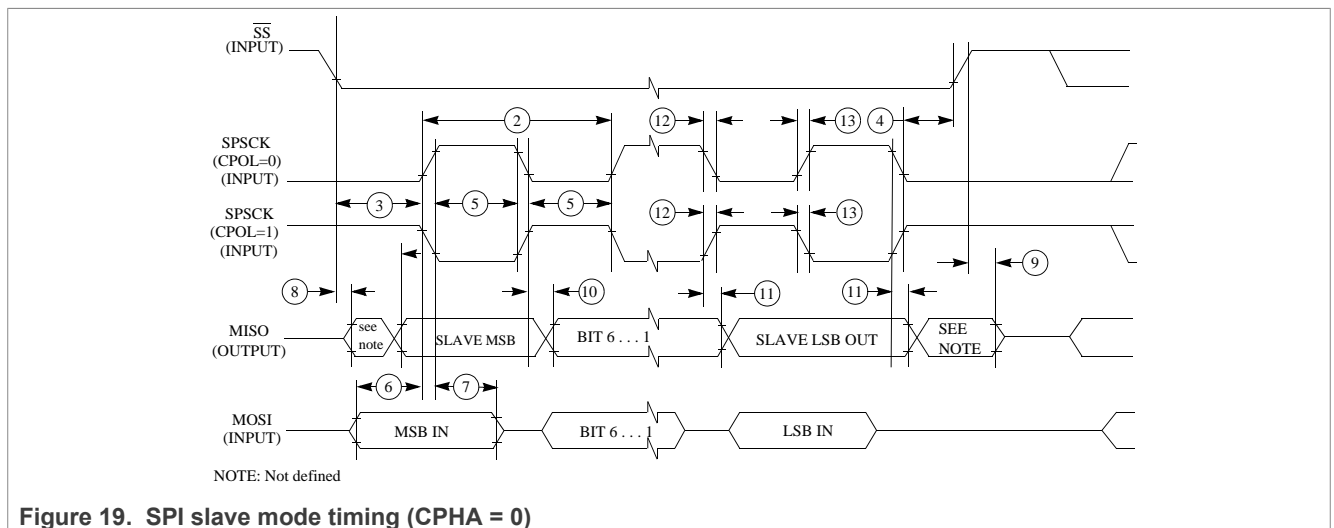 SS
(INPUT)
2
12
13
4
SPSCK
(CPOL=0)
(INPUT)
3
5
5
SPSCK
(CPOL=1)
(INPUT)
12
13
9
8
10
11
11
MISO
(OUTPUT)
see
note
SLAVE MSB
BIT 6 . . . 1
SLAVE LSB OUT
SEE
NOTE
6
7
MOSI
(INPUT)
MSB IN
BIT 6 . . . 1
LSB IN
NOTE: Not defined
Figure 19. SPI slave mode timing (CPHA = 0)